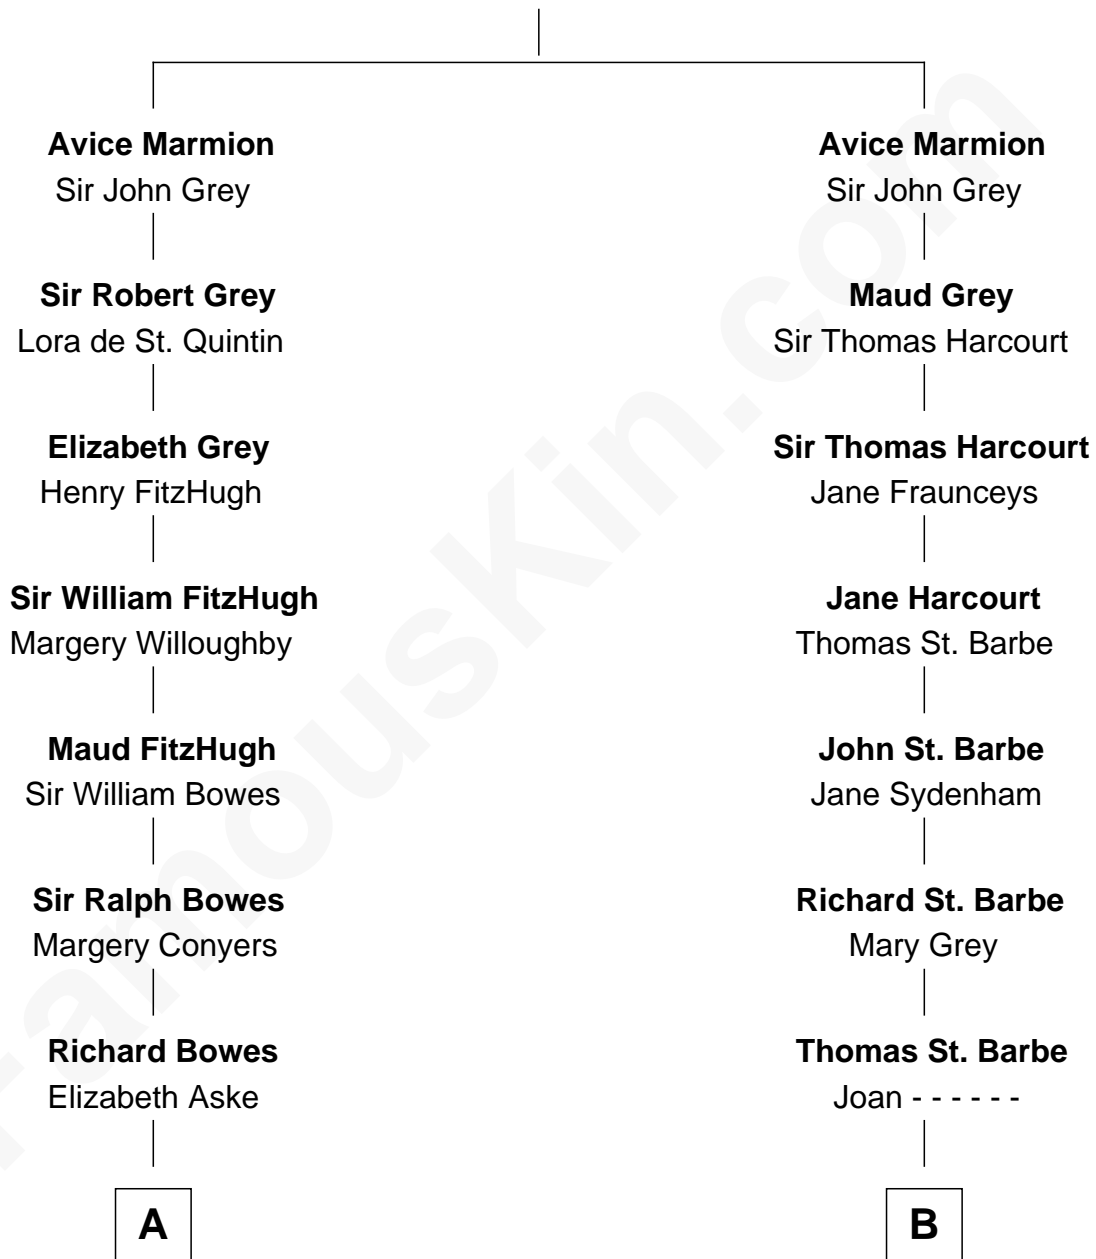 Avice Marmion
Sir John Grey
Sir Robert Grey
Lora de St. Quintin
Elizabeth Grey
Henry FitzHugh
Sir William FitzHugh
Margery Willoughby
Maud FitzHugh
Sir William Bowes
Sir Ralph Bowes
Margery Conyers
Richard Bowes
Elizabeth Aske
A
Avice Marmion
Sir John Grey
Maud Grey
Sir Thomas Harcourt
Sir Thomas Harcourt
Jane Fraunceys
Jane Harcourt
Thomas St. Barbe
John St. Barbe
Jane Sydenham
Richard St. Barbe
Mary Grey
Thomas St. Barbe
Joan - - - - - -
B
FamousKin.com